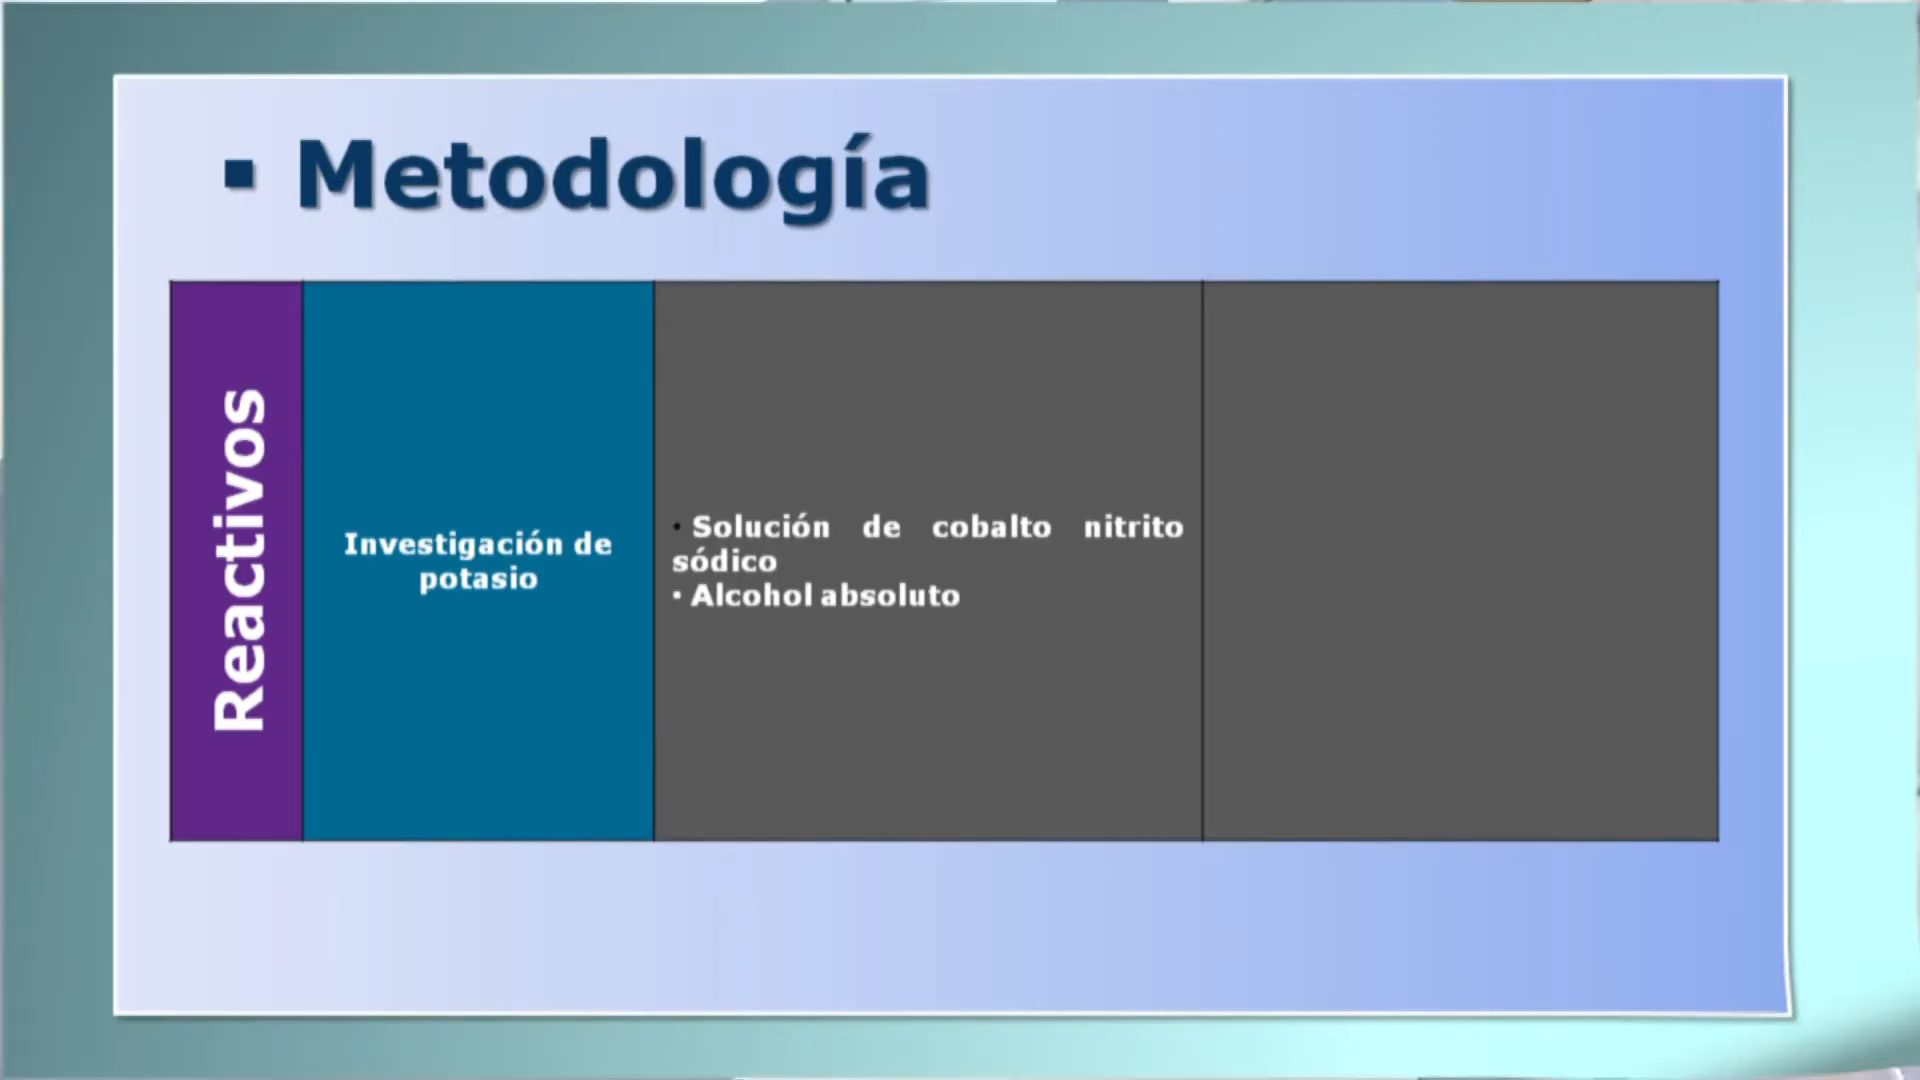 ▪ Metodología
Reactivos
Investigación de
potasio
• Solución de cobalto nitrito
sódico
• Alcohol absoluto